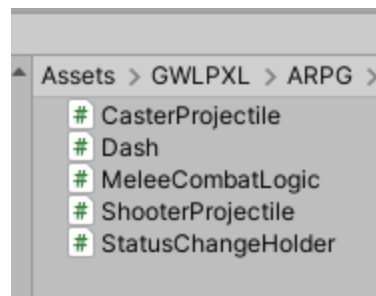 Assets > GWLPXL > ARPG >
# CasterProjectile
# Dash
# MeleeCombatLogic
# ShooterProjectile
# StatusChangeHolder